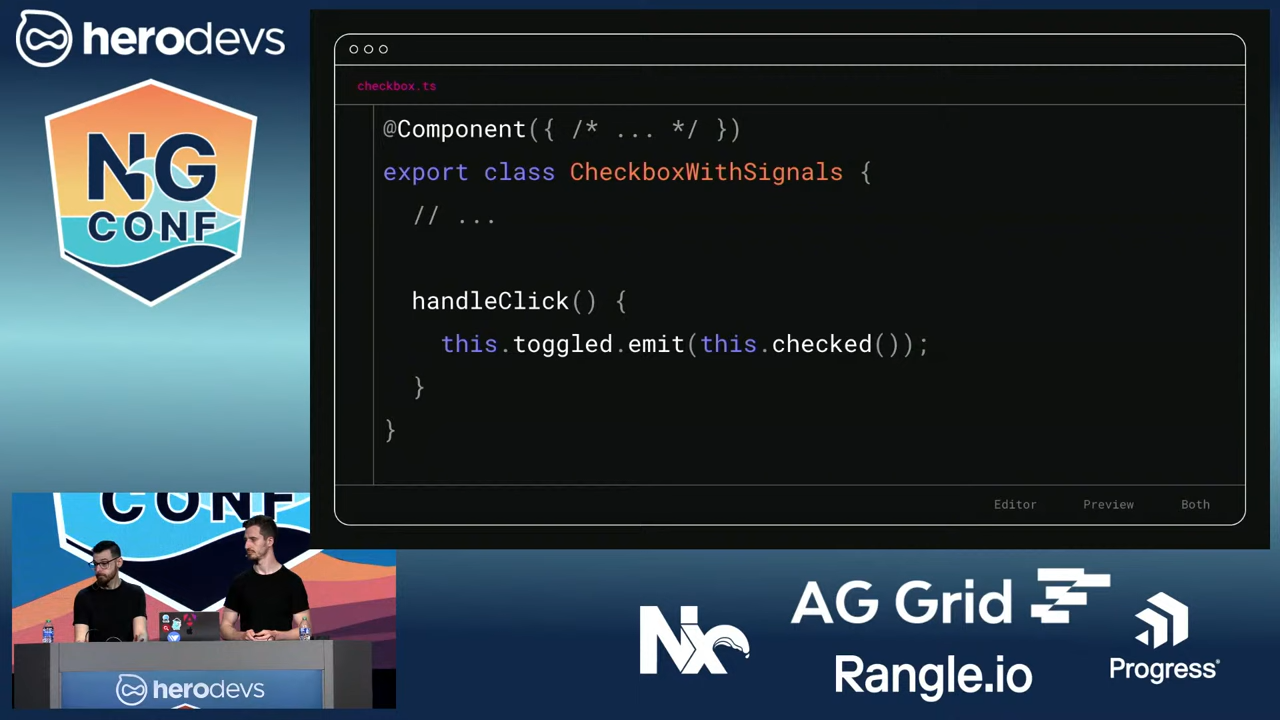 herodevs
NG
CONF
checkbox.ts
@Component({ /* ... */ })
export class CheckboxWithSignals {
// ...
handleClick() {
this.toggled.emit(this.checked());
}
}
Editor Preview Both
CONF
herodevs
Nx
AG Grid
Rangle.io
Progress